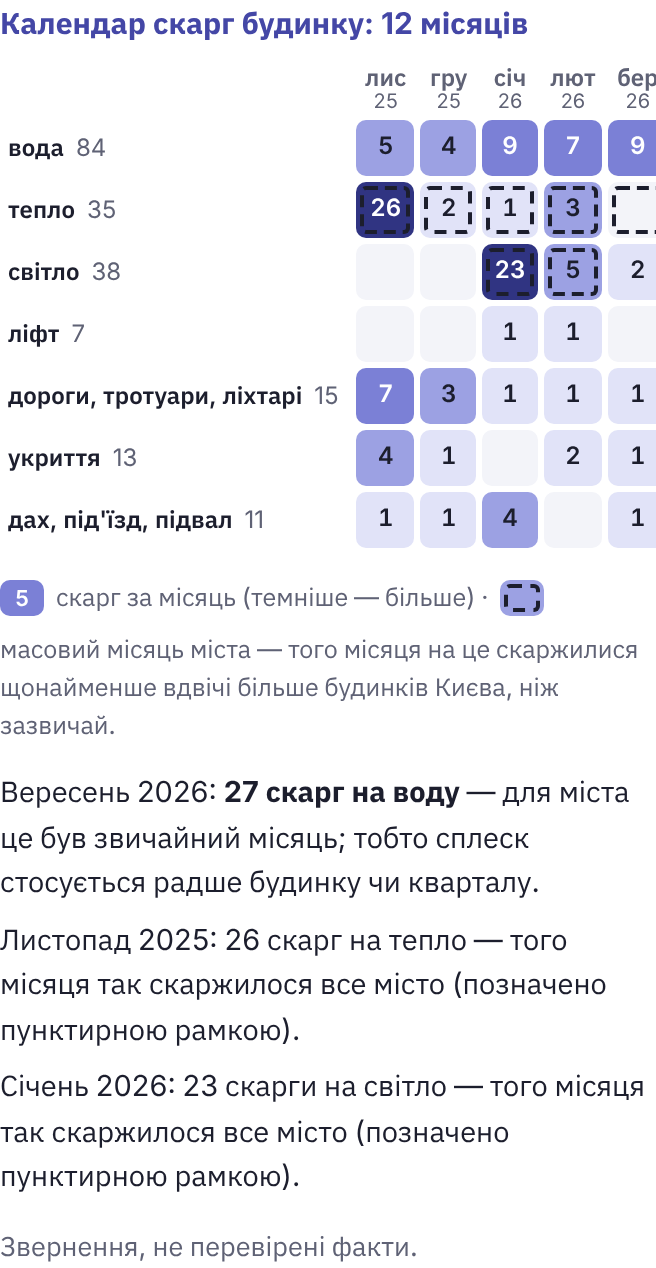 Календар скарг будинку: 12 місяців
лис гру січ лют бер
25 25 26 26 26
вода 84 5 4 9 7 9
тепло 35 26 2 1 3
світло 38 23 5 2
ліфт 7 1 1
дороги, тротуари, ліхтарі 15 7 3 1 1 1
укриття 13 4 1 2 1
дах, під'їзд, підвал 11 1 1 4 1
5 скарг за місяць (темніше — більше) ·
масовий місяць міста — того місяця на це скаржилися
щонайменше вдвічі більше будинків Києва, ніж
зазвичай.
Вересень 2026: 27 скарг на воду — для міста
це був звичайний місяць; тобто сплеск
стосується радше будинку чи кварталу.
Листопад 2025: 26 скарг на тепло — того
місяця так скаржилося все місто (позначено
пунктирною рамкою).
Січень 2026: 23 скарги на світло — того місяця
так скаржилося все місто (позначено
пунктирною рамкою).
Звернення, не перевірені факти.